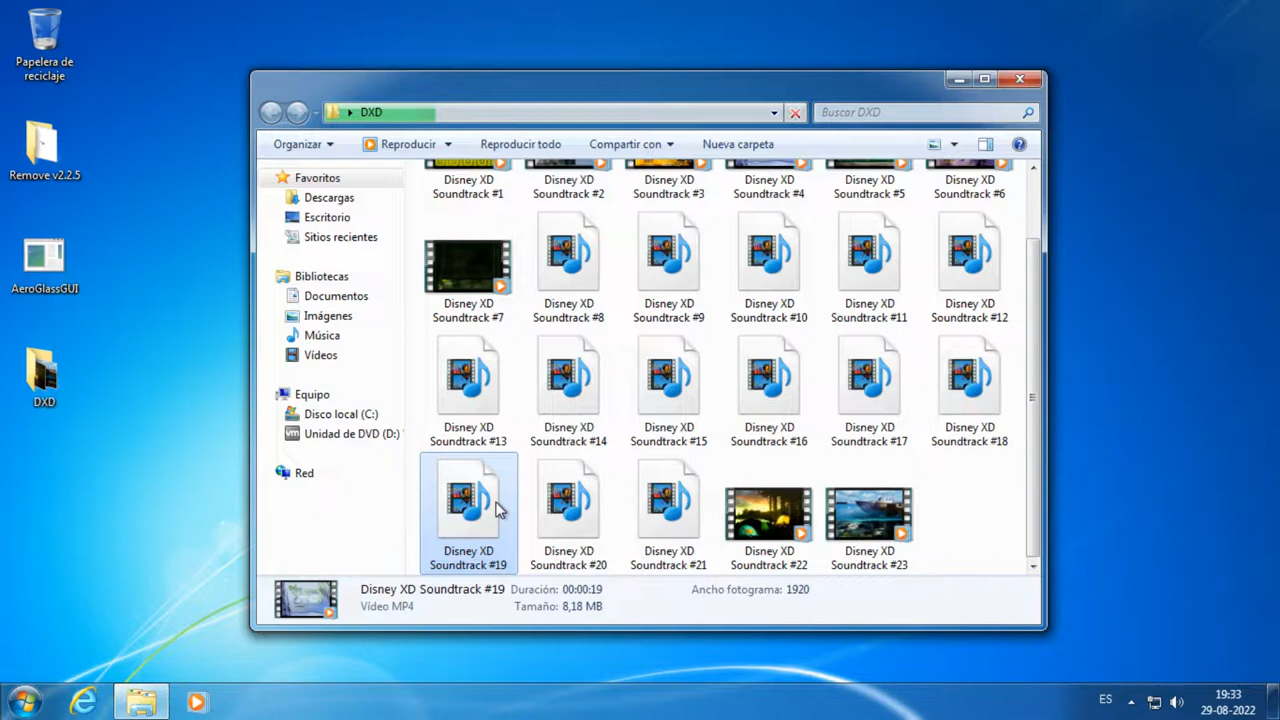 Papelera de
reciclaje
Remove v2.2.5
AeroGlassGUI
DXD
DXD
Buscar DXD
Organizar Reproducir Reproducir todo Compartir con Nueva carpeta
Favoritos
Descargas
Escritorio
Sitios recientes
Bibliotecas
Documentos
Imágenes
Música
Vídeos
Equipo
Disco local (C:)
Unidad de DVD (D:)
Red
Disney XD
Soundtrack #1
Disney XD
Soundtrack #2
Disney XD
Soundtrack #3
Disney XD
Soundtrack #4
Disney XD
Soundtrack #5
Disney XD
Soundtrack #6
Disney XD
Soundtrack #7
Disney XD
Soundtrack #8
Disney XD
Soundtrack #9
Disney XD
Soundtrack #10
Disney XD
Soundtrack #11
Disney XD
Soundtrack #12
Disney XD
Soundtrack #13
Disney XD
Soundtrack #14
Disney XD
Soundtrack #15
Disney XD
Soundtrack #16
Disney XD
Soundtrack #17
Disney XD
Soundtrack #18
Disney XD
Soundtrack #19
Disney XD
Soundtrack #20
Disney XD
Soundtrack #21
Disney XD
Soundtrack #22
Disney XD
Soundtrack #23
Disney XD Soundtrack #19 Duración: 00:00:19 Ancho fotograma: 1920
Vídeo MP4 Tamaño: 8,18 MB
vm
ES
19:33
29-08-2022